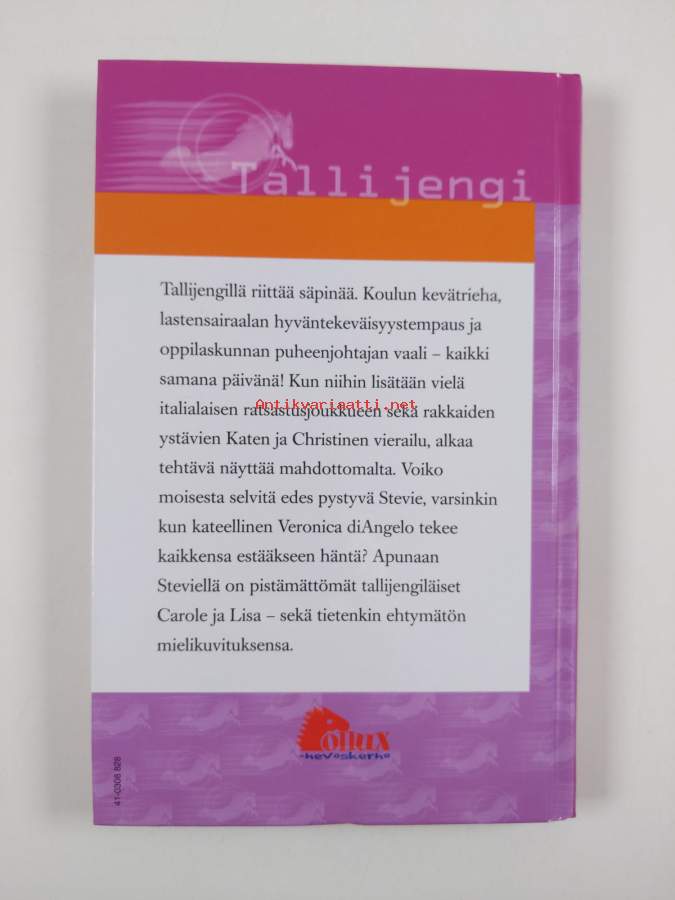 Tallijengi
Tallijengillä riittää säpinää. Koulun kevätrieha,
lastensairaalan hyväntekeväisyystempaus ja
oppilaskunnan puheenjohtajan vaali – kaikki
samana päivänä! Kun niihin lisätään vielä
Antikvariaatti.net
italialaisen ratsastusjoukkueen sekä rakkaiden
ystävien Katen ja Christinen vierailu, alkaa
tehtävä näyttää mahdottomalta. Voiko
moisesta selvitä edes pystyvä Stevie, varsinkin
kun kateellinen Veronica diAngelo tekee
kaikkensa estääkseen häntä? Apunaan
Steviellä on pistämättömät tallijengiläiset
Carole ja Lisa – sekä tietenkin ehtymätön
mielikuvituksensa.
hevoskerho
41-0308 828